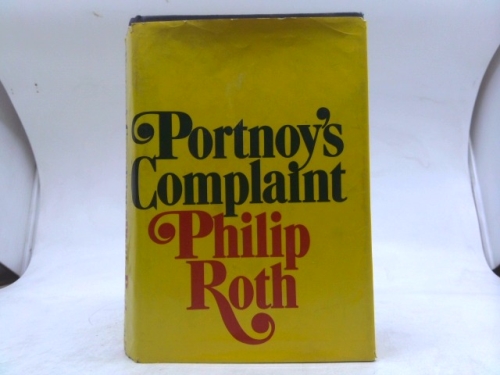 Portnoy's
Complaint
Philip
Roth